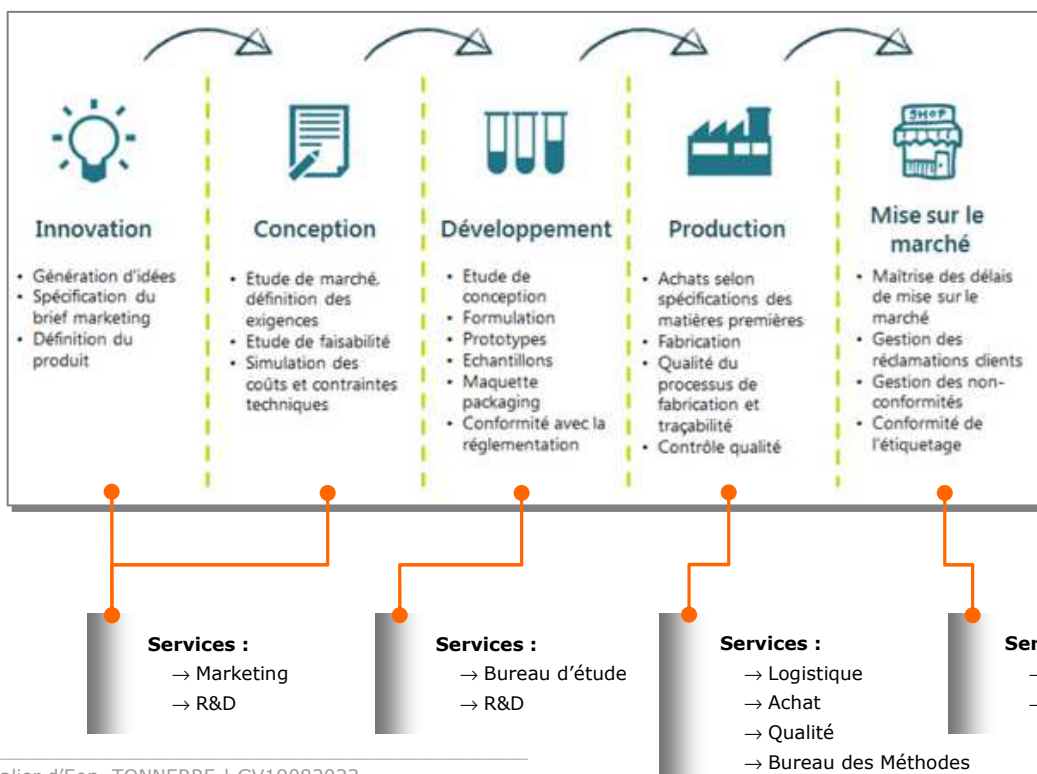 SHOP
Innovation
• Génération d'idées
• Spécification du
brief marketing
• Définition du
produit
Conception
• Etude de marché,
définition des
exigences
• Etude de faisabilité
• Simulation des
coûts et contraintes
techniques
Développement
• Etude de
conception
• Formulation
• Prototypes
• Echantillons
• Maquette
packaging
• Conformité avec la
réglementation
Production
• Achats selon
spécifications des
matières premières
• Fabrication
• Qualité du
processus de
fabrication et
traçabilité
• Contrôle qualité
Mise sur le
marché
• Maîtrise des délais
de mise sur le
marché
• Gestion des
réclamations clients
• Gestion des non-
conformités
• Conformité de
l'étiquetage
Services :
→ Marketing
→ R&D
Services :
→ Bureau d'étude
→ R&D
Services :
→ Logistique
→ Achat
→ Qualité
→ Bureau des Méthodes
Ser
→
→